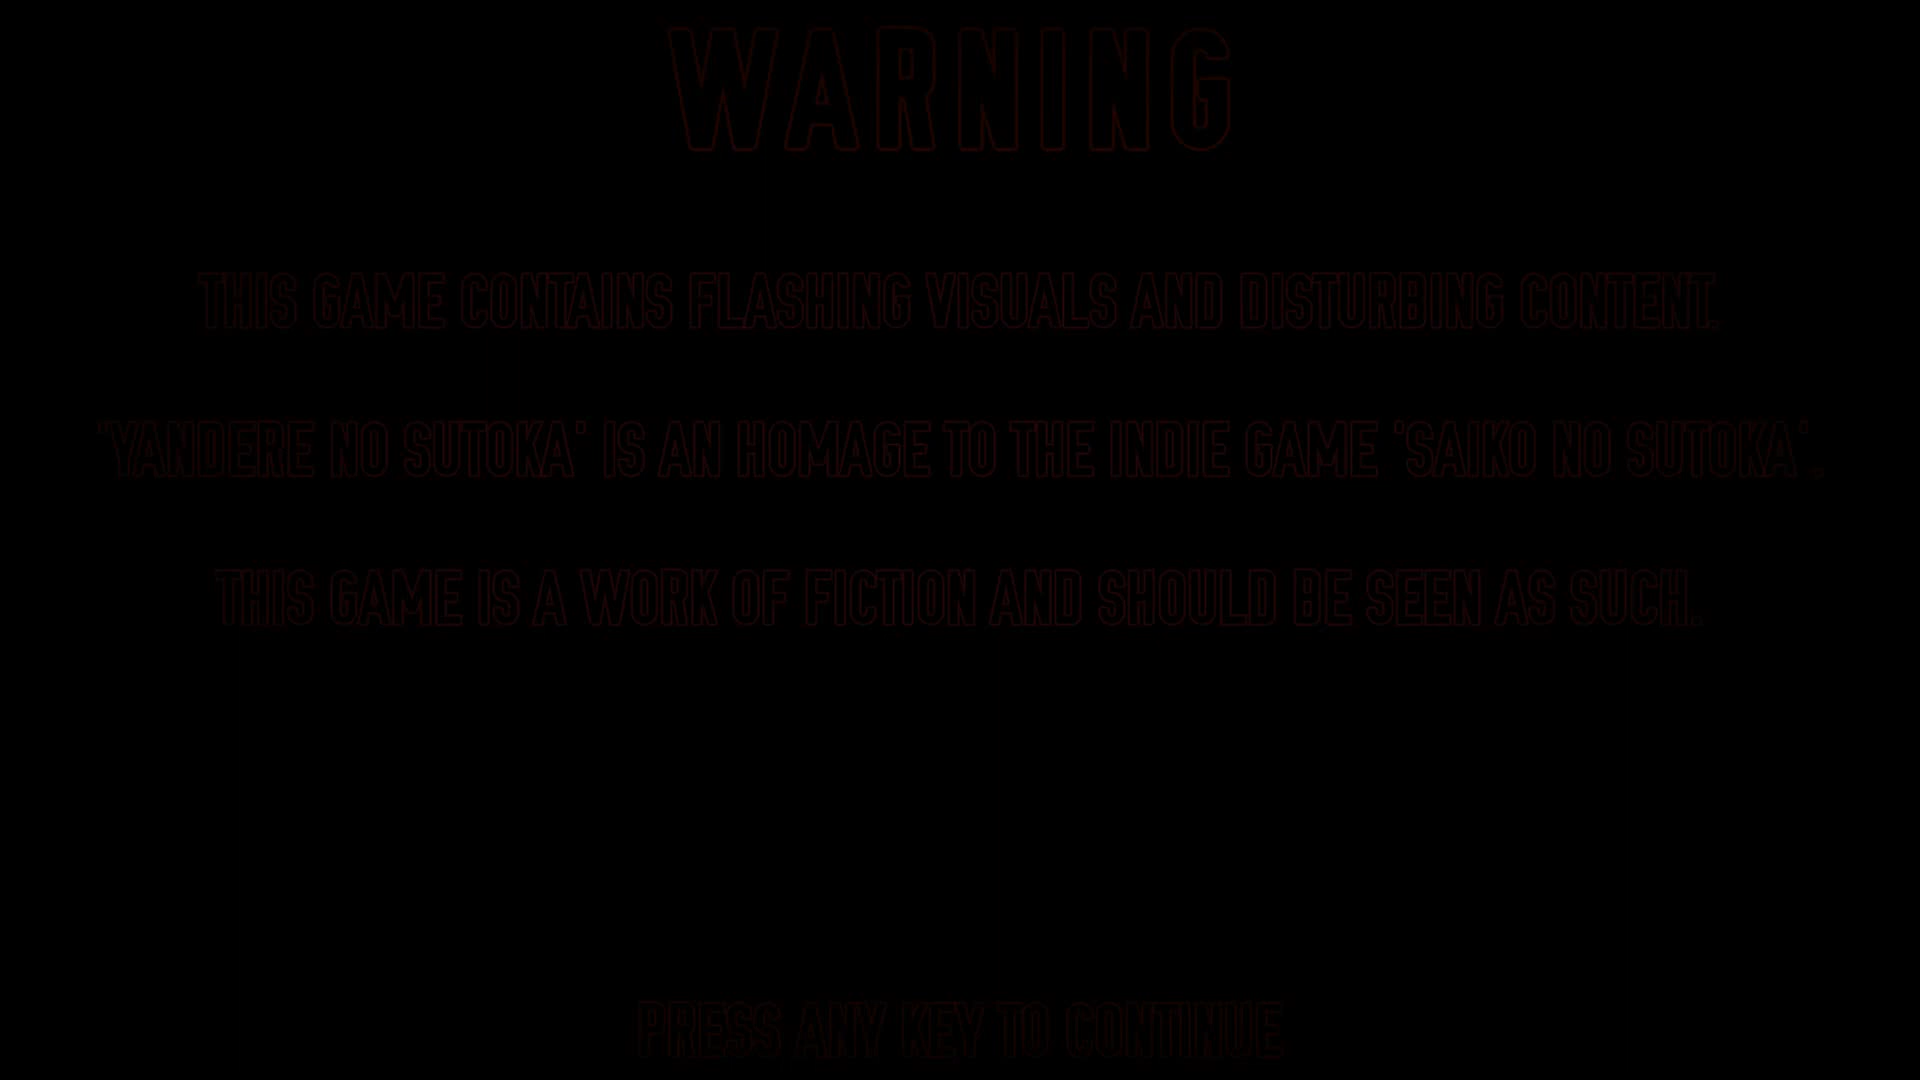 WARNING
THIS GAME CONTAINS FLASHING VISUALS AND DISTURBING CONTENT.
'YANDERE NO SUTOKA' IS AN HOMAGE TO THE INDIE GAME 'SAIKO NO SUTOKA'.
THIS GAME IS A WORK OF FICTION AND SHOULD BE SEEN AS SUCH.
PRESS ANY KEY TO CONTINUE